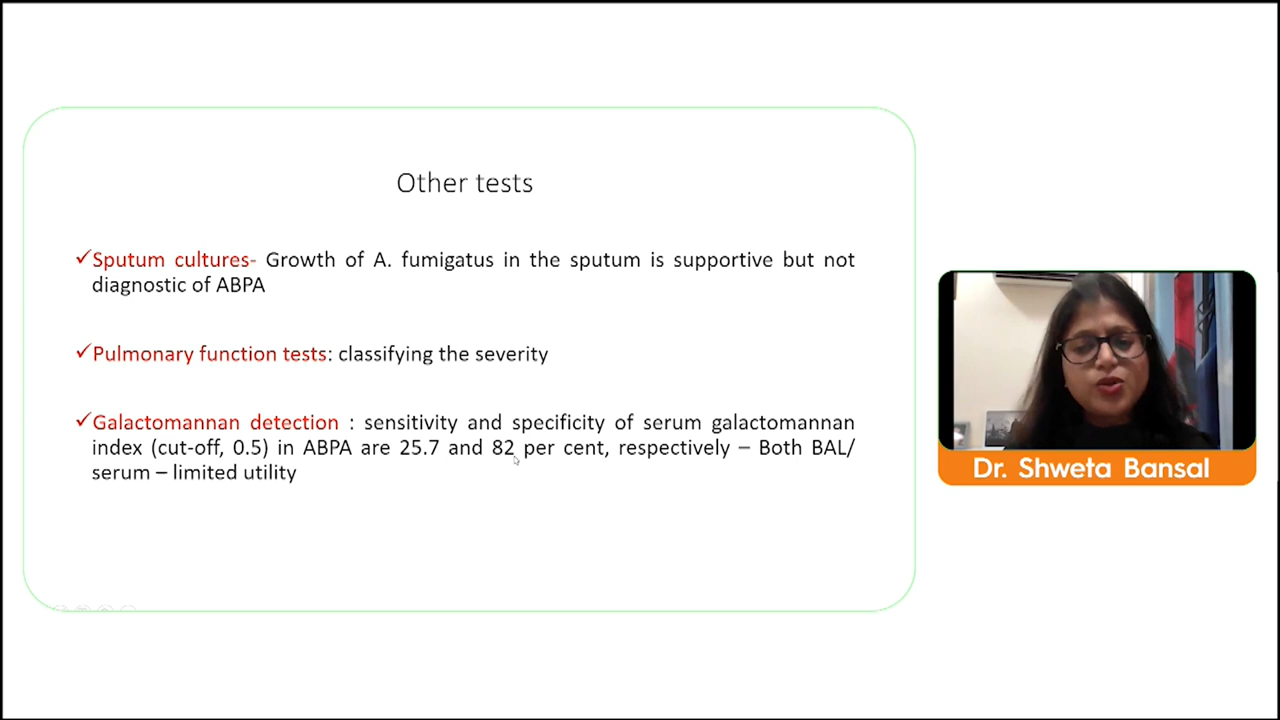 Other tests
✓Sputum cultures- Growth of A. fumigatus in the sputum is supportive but not
diagnostic of ABPA
✓Pulmonary function tests: classifying the severity
✓Galactomannan detection : sensitivity and specificity of serum galactomannan
index (cut-off, 0.5) in ABPA are 25.7 and 82 per cent, respectively – Both BAL/
serum – limited utility
Dr. Shweta Bansal